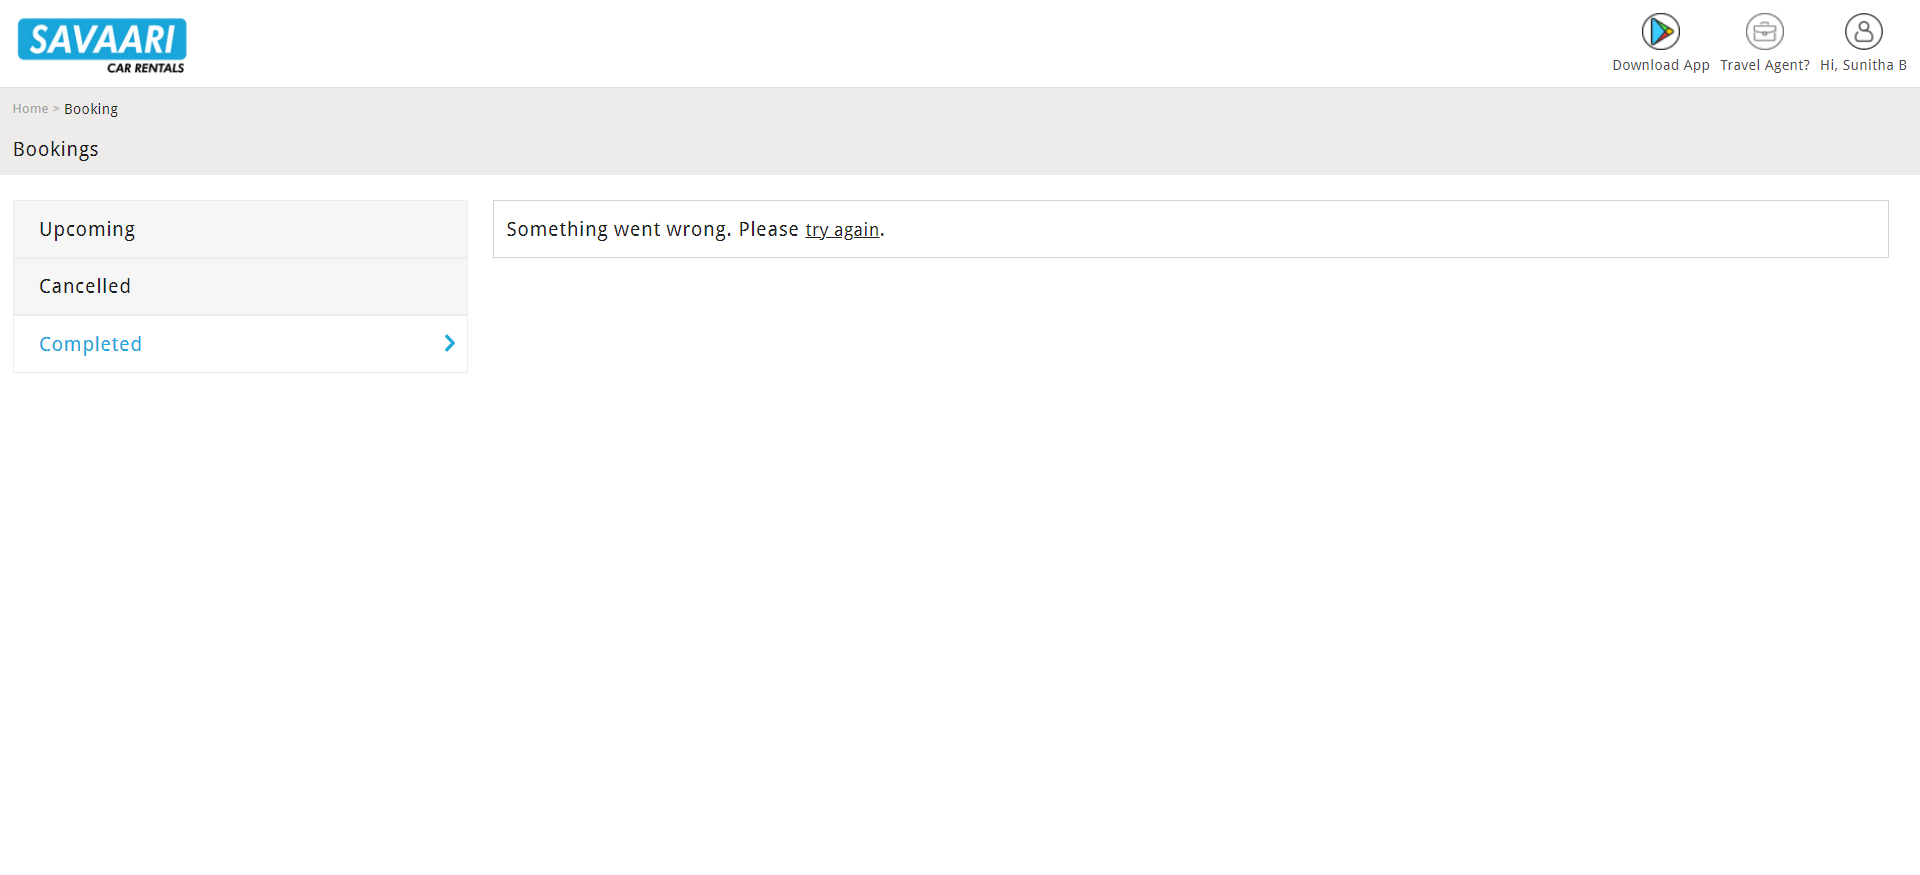 SAVAARI
CAR RENTALS
Download App
Travel Agent?
Hi, Sunitha B
Home > Booking
Bookings
Upcoming
Cancelled
Completed
Something went wrong. Please try again.